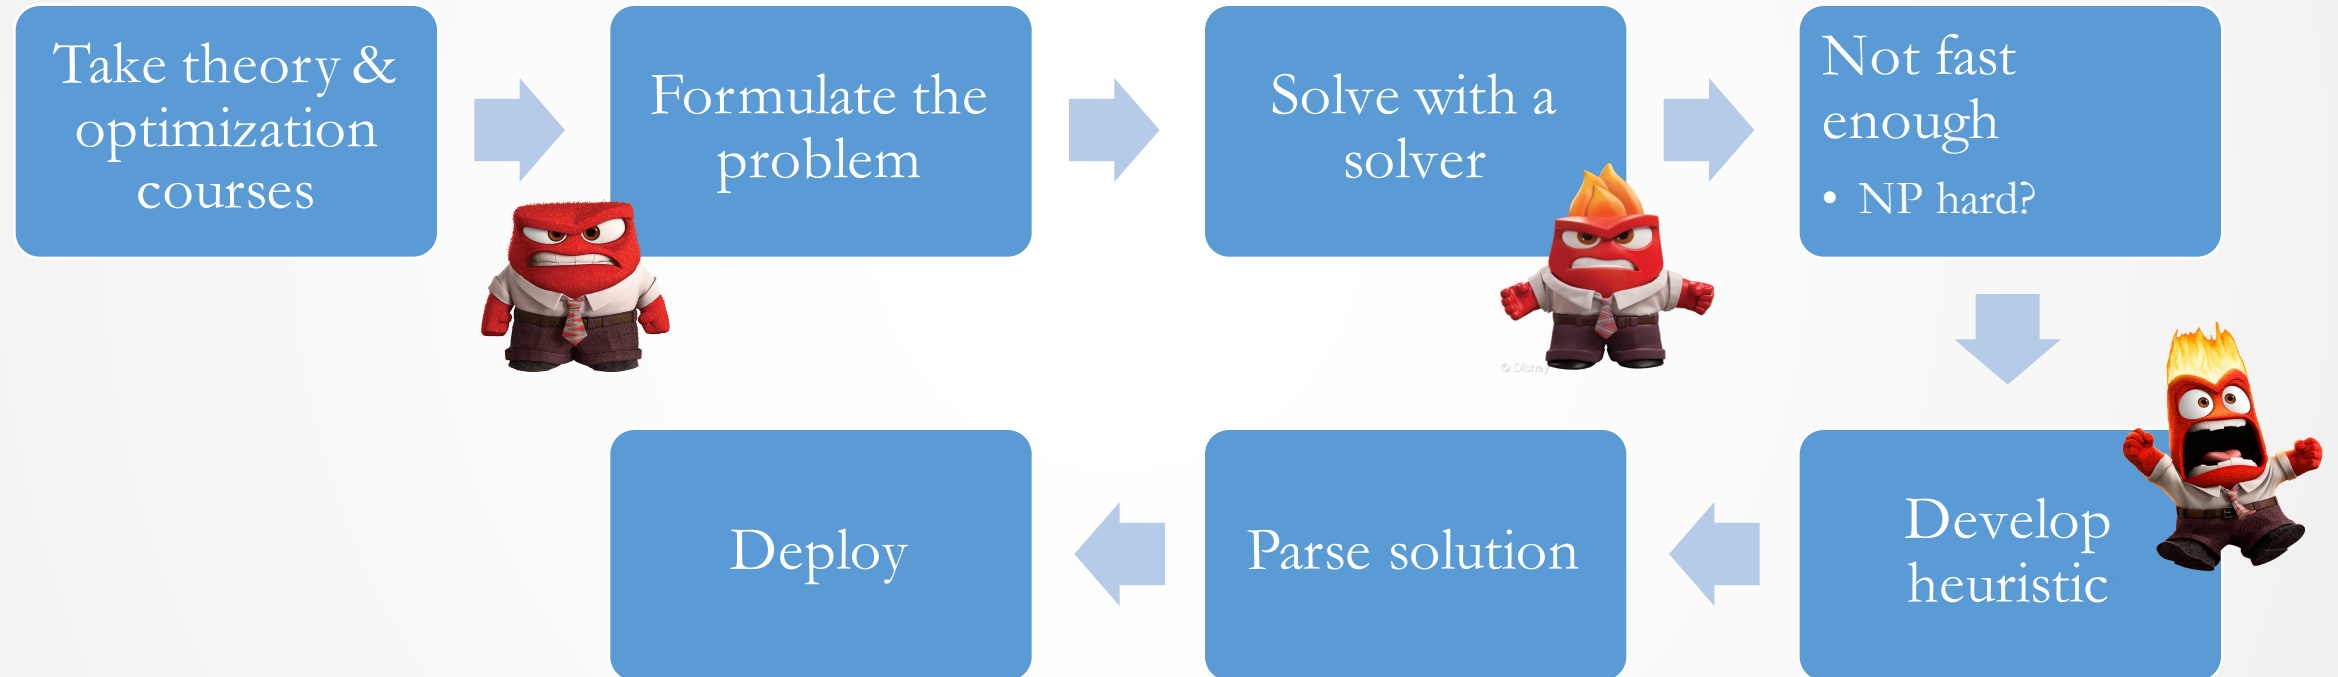 Take theory &
optimization
courses
Formulate the
problem
Solve with a
solver
Not fast
enough
• NP hard?
© Disney
Develop
heuristic
Parse solution
Deploy